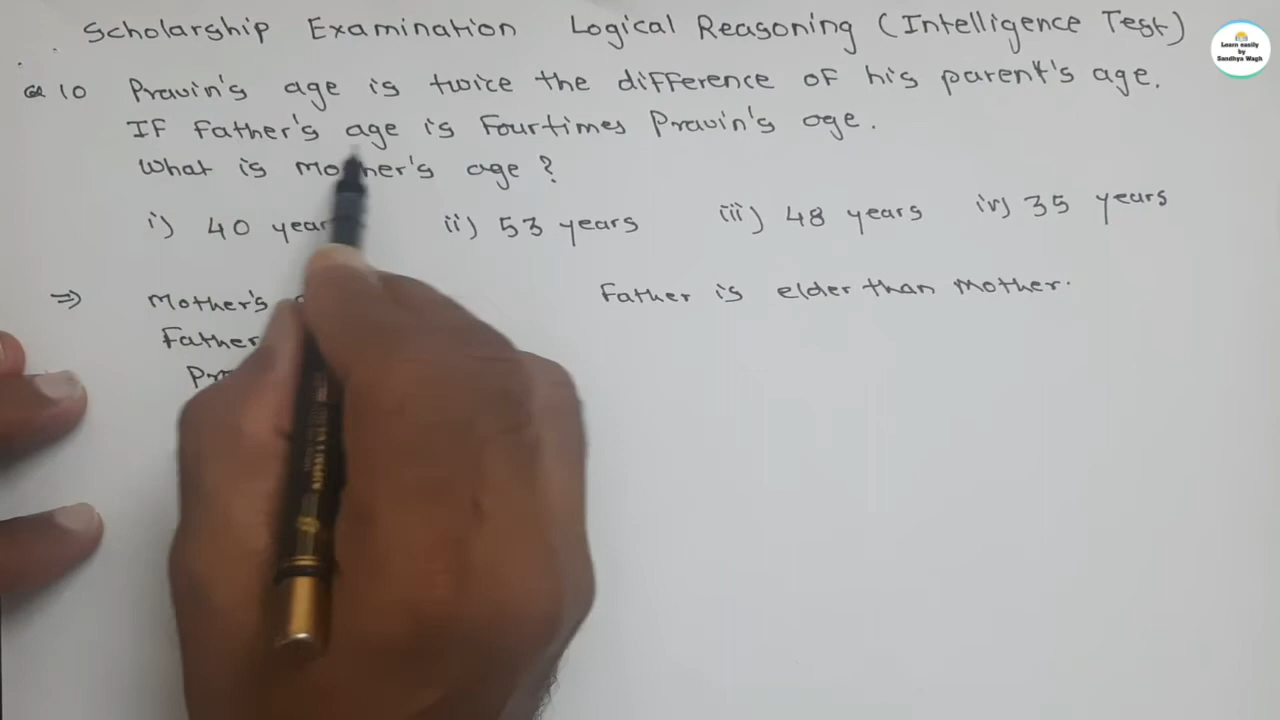 Scholarship Examination Logical Reasoning (Intelligence Test)
Learn easily
by
Sandhya Wagh
Q 10 Pravin's age is twice the difference of his parent's age.
If Father's age is Fourtimes Pravin's age.
What is Mother's age ?
i) 40 year ii) 53 years iii) 48 years iv) 35 years
⇒ Mother's Father is elder than Mother.
Father